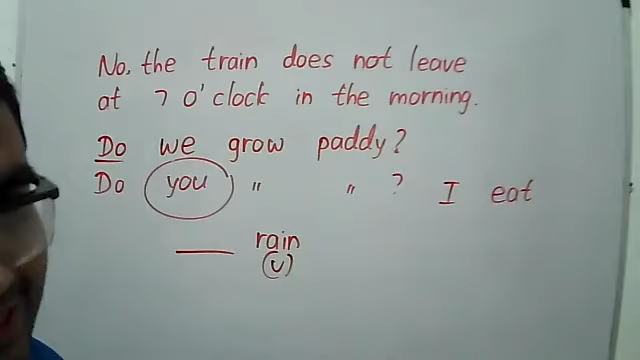 No, the train does not leave
at 7 o'clock in the morning.
Do we grow paddy?
Do you " " ? I eat
___ rain
(v)